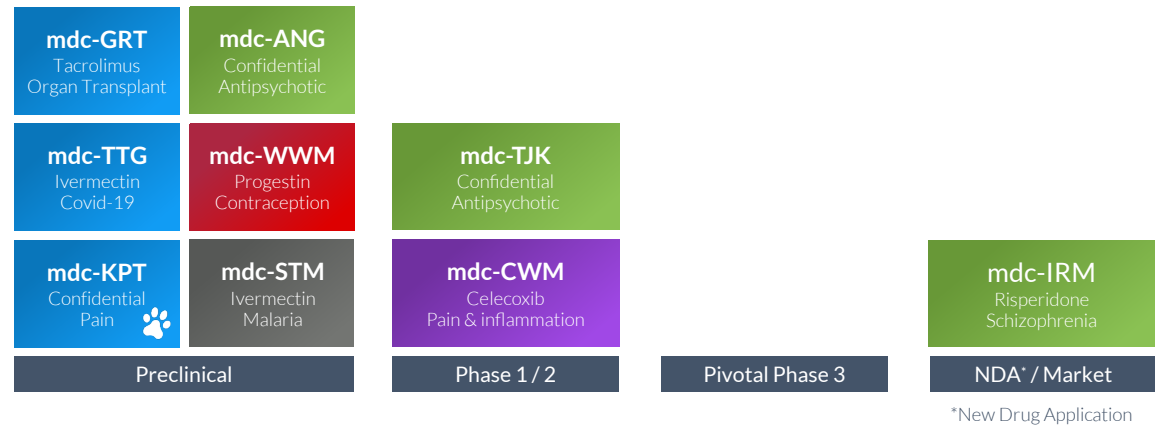 mdc-GRT
Tacrolimus
Organ Transplant
mdc-ANG
Confidential
Antipsychotic
mdc-TTG
Ivermectin
Covid-19
mdc-WWM
Progestin
Contraception
mdc-TJK
Confidential
Antipsychotic
mdc-KPT
Confidential
Pain
mdc-STM
Ivermectin
Malaria
mdc-CWM
Celecoxib
Pain & inflammation
mdc-IRM
Risperidone
Schizophrenia
Preclinical
Phase 1 / 2
Pivotal Phase 3
NDA* / Market
*New Drug Application